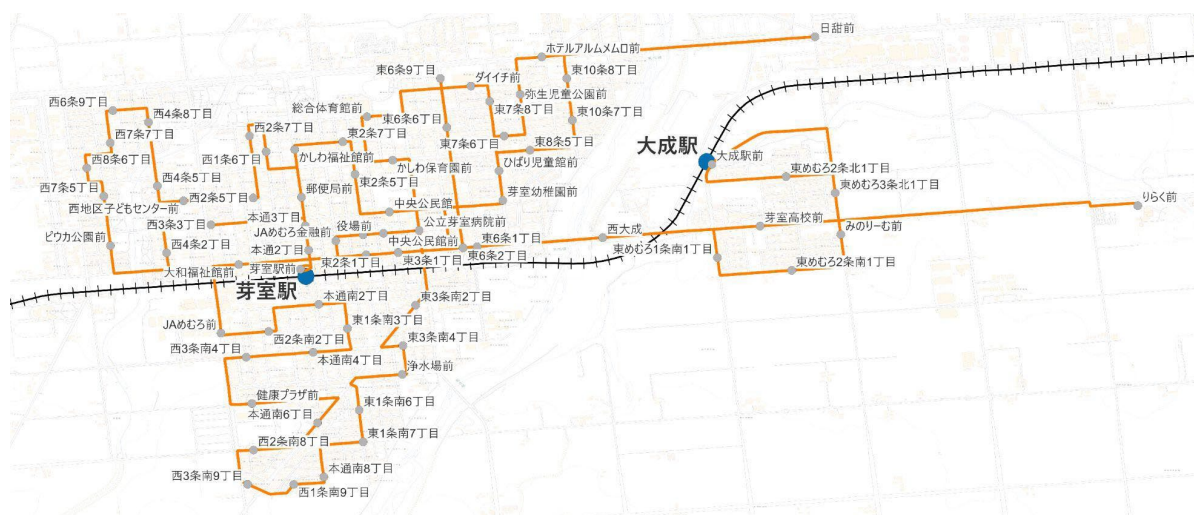 日甜前
ホテルアルムメムロ前
東6条9丁目
ダイイチ前
東10条8丁目
弥生児童公園前
西6条9丁目
西4条8丁目
総合体育館前
東6条6丁目
東7条8丁目
東10条7丁目
西7条7丁目
西2条7丁目
東2条7丁目
東7条6丁目
東8条5丁目
大成駅
大成駅前
西8条6丁目
西1条6丁目
かしわ福祉館前
かしわ保育園前
ひばり児童館前
東めむろ2条北1丁目
西7条5丁目
西4条5丁目
西2条5丁目
郵便局前
東2条5丁目
芽室幼稚園前
東めむろ3条北1丁目
りらく前
西地区子どもセンター前
中央公民館
西3条3丁目
本通3丁目
公立芽室病院前
芽室高校前
ピウカ公園前
西4条2丁目
JAめむろ金融前
役場前
中央公民館前
東6条1丁目
西大成
みのりーむ前
本通2丁目
東めむろ1条南1丁目
大和福祉館前
芽室駅前
東2条1丁目
東3条1丁目
東6条2丁目
東めむろ2条南1丁目
芽室駅
本通南2丁目
東3条南2丁目
JAめむろ前
西2条南2丁目
東1条南3丁目
西3条南4丁目
本通南4丁目
東3条南4丁目
浄水場前
健康プラザ前
本通南6丁目
東1条南6丁目
西2条南8丁目
東1条南7丁目
西3条南9丁目
本通南8丁目
西1条南9丁目